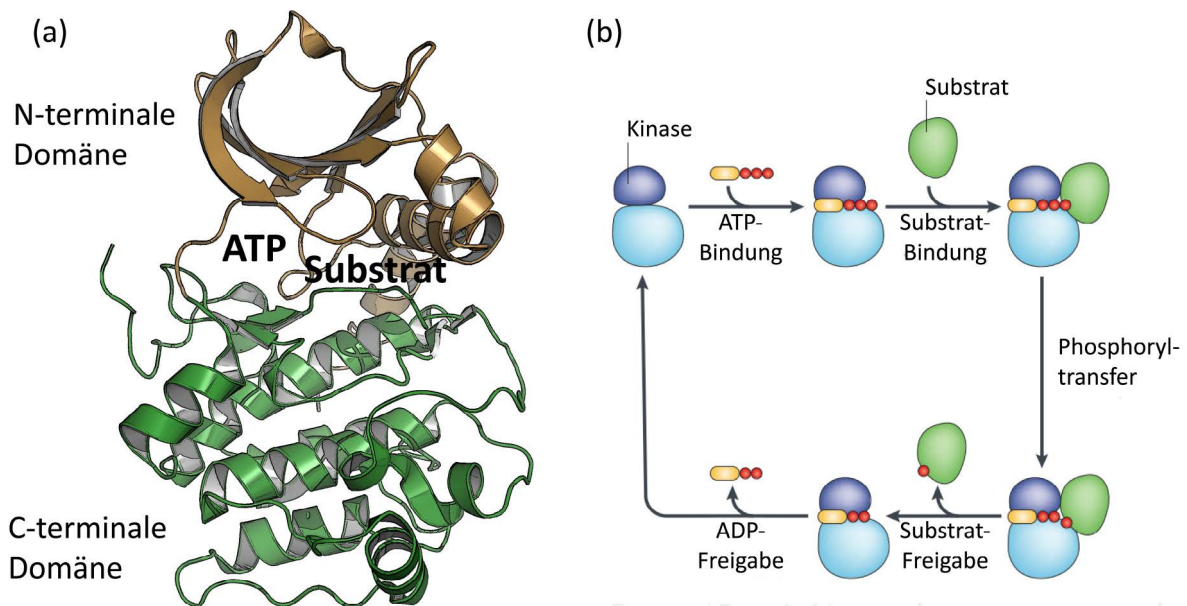 (a)
N-terminale
Domäne
ATP
Substrat
C-terminale
Domäne
(b)
Substrat
Kinase
ATP-
Bindung
Substrat-
Bindung
Phosphoryl-
transfer
ADP-
Freigabe
Substrat-
Freigabe